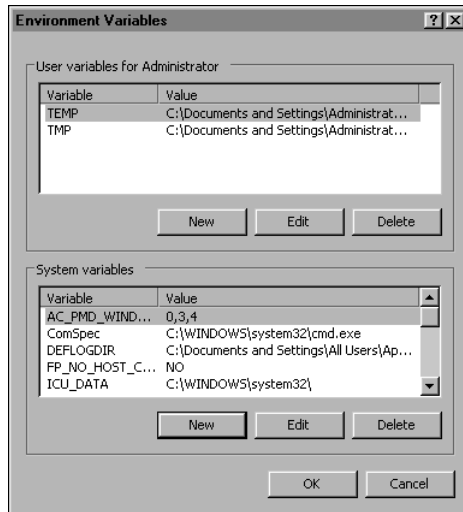 Environment Variables
User variables for Administrator
Variable Value
TEMP C:\Documents and Settings\Administrat...
TMP C:\Documents and Settings\Administrat...
New Edit Delete
System variables
Variable Value
AC_PMD_WIND... 0,3,4
ComSpec C:\WINDOWS\system32\cmd.exe
DEFLOGDIR C:\Documents and Settings\All Users\Ap...
FP_NO_HOST_C... NO
ICU_DATA C:\WINDOWS\system32\
New Edit Delete
OK Cancel